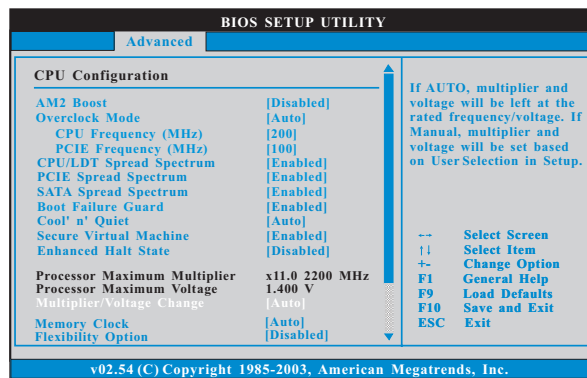 BIOS SETUP UTILITY
Advanced
CPU Configuration
AM2 Boost [Disabled]
Overclock Mode [Auto]
CPU Frequency (MHz) [200]
PCIE Frequency (MHz) [100]
CPU/LDT Spread Spectrum [Enabled]
PCIE Spread Spectrum [Enabled]
SATA Spread Spectrum [Enabled]
Boot Failure Guard [Enabled]
Cool' n' Quiet [Auto]
Secure Virtual Machine [Enabled]
Enhanced Halt State [Disabled]
Processor Maximum Multiplier x11.0 2200 MHz
Processor Maximum Voltage 1.400 V
Multiplier/Voltage Change [Auto]
Memory Clock [Auto]
Flexibility Option [Disabled]
If AUTO, multiplier and
voltage will be left at the
rated frequency/voltage. If
Manual, multiplier and
voltage will be set based
on User Selection in Setup.
←→ Select Screen
↑↓ Select Item
+- Change Option
F1 General Help
F9 Load Defaults
F10 Save and Exit
ESC Exit
v02.54 (C) Copyright 1985-2003, American Megatrends, Inc.